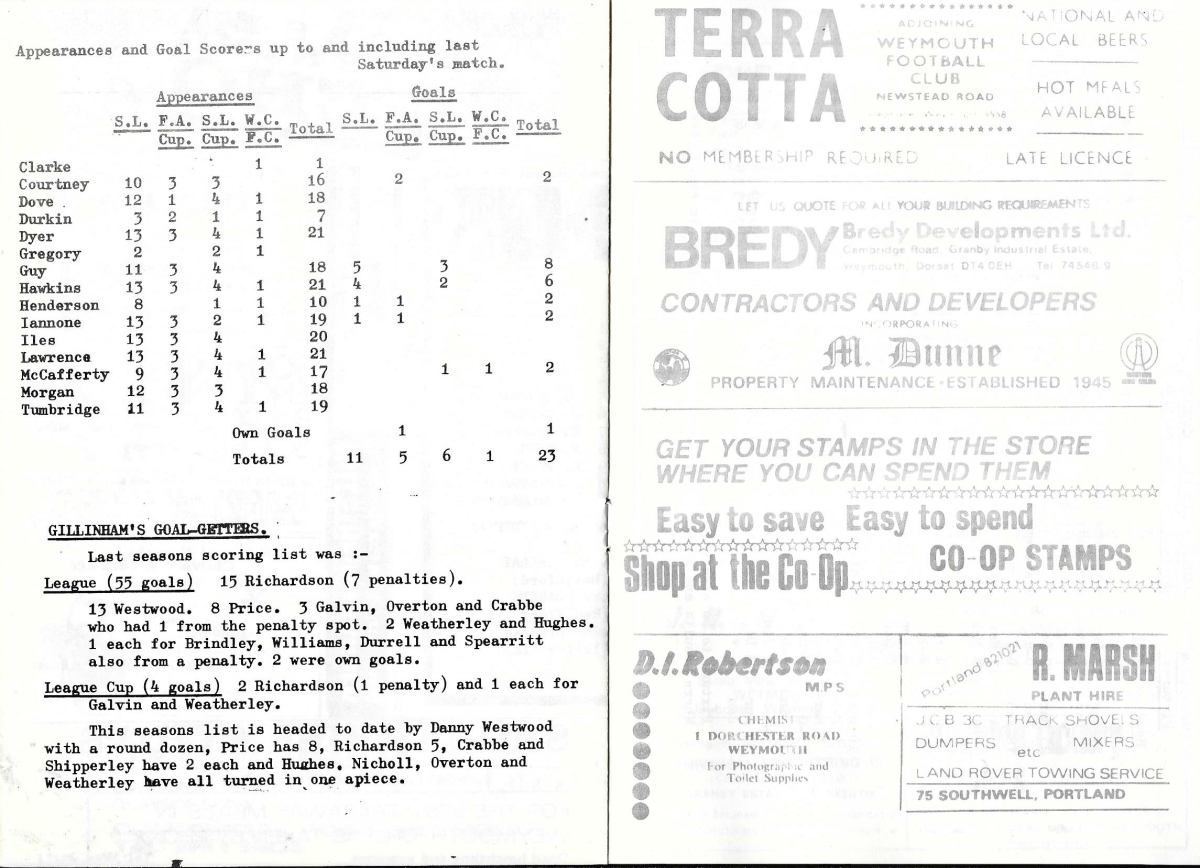 Appearances and Goal Scorers up to and including last
Saturday's match.
Appearances Goals
S.L. F.A. Cup. S.L. Cup. W.C. F.C. Total S.L. F.A. Cup. S.L. Cup. W.C. F.C. Total
Clarke 1 1
Courtney 10 3 3 16 2 2
Dove 12 1 4 1 18
Durkin 3 2 1 1 7
Dyer 13 3 4 1 21
Gregory 2 2 1
Guy 11 3 4 18 5 3 8
Hawkins 13 3 4 1 21 4 2 6
Henderson 8 1 1 10 1 1 2
Iannone 13 3 2 1 19 1 1 2
Iles 13 3 4 20
Lawrence 13 3 4 1 21
McCafferty 9 3 4 1 17 1 1 2
Morgan 12 3 3 18
Tumbridge 11 3 4 1 19
Own Goals 1 1
Totals 11 5 6 1 23
GILLINHAM'S GOAL-GETTERS.
Last seasons scoring list was :-
League (55 goals) 15 Richardson (7 penalties).
13 Westwood. 8 Price. 3 Galvin, Overton and Crabbe
who had 1 from the penalty spot. 2 Weatherley and Hughes.
1 each for Brindley, Williams, Durrell and Spearritt
also from a penalty. 2 were own goals.
League Cup (4 goals) 2 Richardson (1 penalty) and 1 each for
Galvin and Weatherley.
This seasons list is headed to date by Danny Westwood
with a round dozen, Price has 8, Richardson 5, Crabbe and
Shipperley have 2 each and Hughes. Nicholl, Overton and
Weatherley have all turned in one apiece.
TERRA
COTTA
ADJOINING
WEYMOUTH
FOOTBALL
CLUB
NEWSTEAD ROAD
NATIONAL AND
LOCAL BEERS
HOT MEALS
AVAILABLE
NO MEMBERSHIP REQUIRED LATE LICENCE
LET US QUOTE FOR ALL YOUR BUILDING REQUIREMENTS
BREDY Bredy Developments Ltd.
Cambridge Road, Granby Industrial Estate,
Weymouth, Dorset DT4 OEH Tel
CONTRACTORS AND DEVELOPERS
INCORPORATING
M. Dunne
PROPERTY MAINTENANCE • ESTABLISHED 1945
GET YOUR STAMPS IN THE STORE
WHERE YOU CAN SPEND THEM
Easy to save Easy to spend
Shop at the Co-Op CO-OP STAMPS
D.I. Robertson
MPS
CHEMIST
1 DORCHESTER ROAD
WEYMOUTH
For Photographic and
Toilet Supplies
Portland 821021
R. MARSH
PLANT HIRE
JCB 3C TRACK SHOVELS
DUMPERS etc MIXERS
LAND ROVER TOWING SERVICE
75 SOUTHWELL, PORTLAND